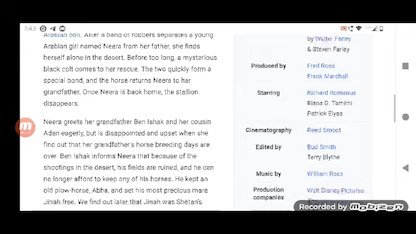 7:43
Arabian colt. After a band of robbers separates a young
Arabian girl named Neera from her father, she finds
herself alone in the desert. Before too long, a mysterious
black colt comes to her rescue. The two quickly form a
special bond, and the horse returns Neera to her
grandfather. Once Neera is back home, the stallion
disappears.
Neera greets her grandfather Ben Ishak and her cousin
Aden eagerly, but is disappointed and upset when she
find out that her grandfather's horse breeding days are
over. Ben Ishak informs Neera that because of the
shootings in the desert, his fields are ruined, and he can
no longer afford to keep any of his horses. He kept an
old plow-horse, Abha, and set his most precious mare
Jinah free. We find out later that Jinah was Shetan's
by Walter Farley
& Steven Farley
Produced by Fred Roos
Frank Marshall
Starring Richard Romanus
Biana G. Tamimi
Patrick Elyas
Cinematography Reed Smoot
Edited by Bud Smith
Terry Blythe
Music by William Ross
Production Walt Disney Pictures
companies
Recorded by Mobizen